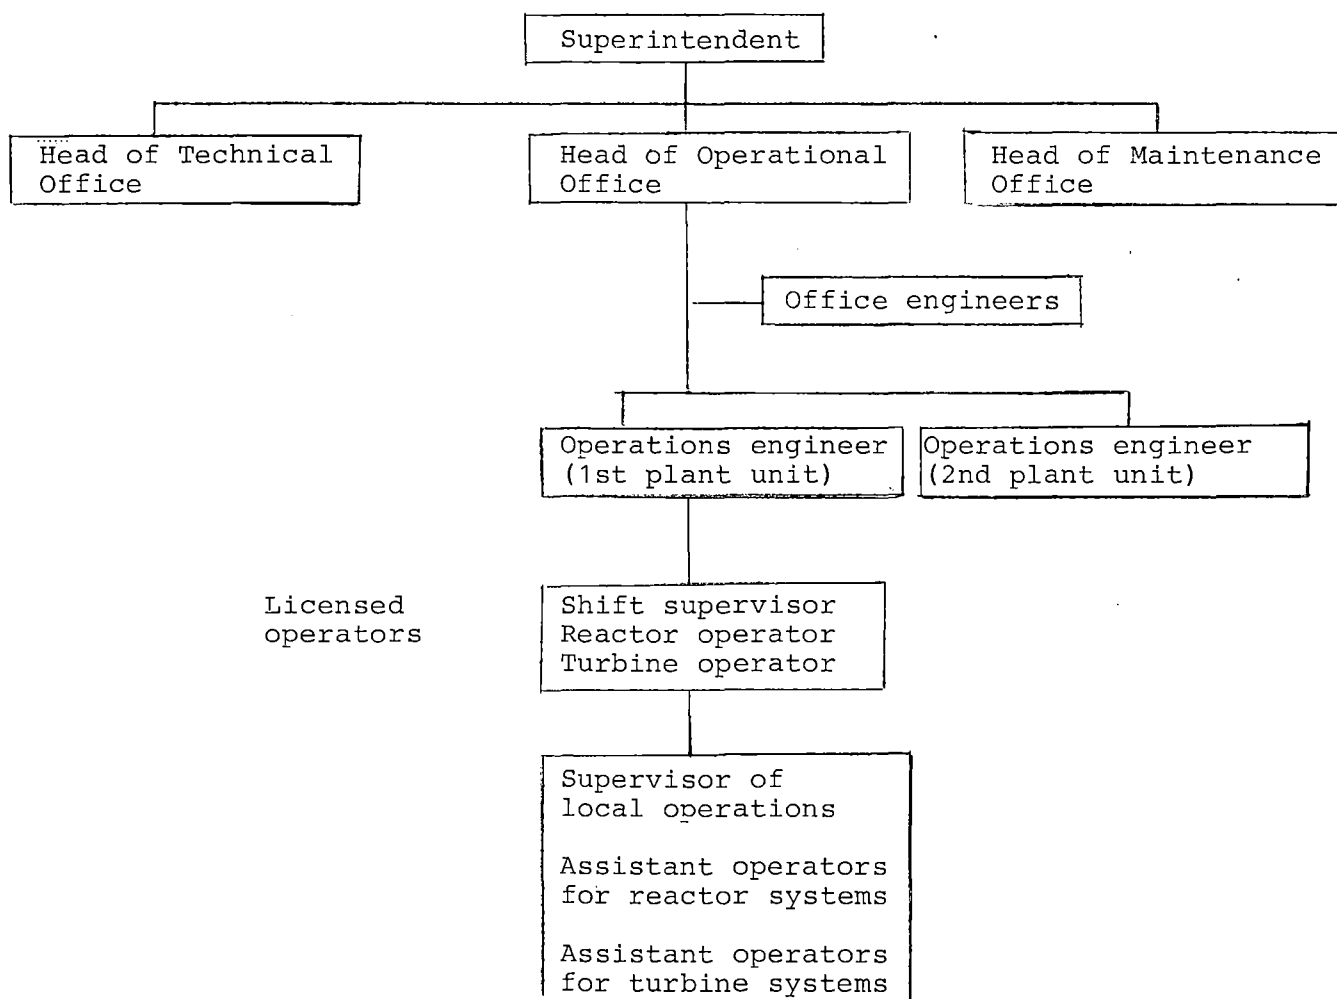 Superintendent
Head of Technical
Office
Head of Operational
Office
Head of Maintenance
Office
Office engineers
Operations engineer
(1st plant unit)
Operations engineer
(2nd plant unit)
Licensed
operators
Shift supervisor
Reactor operator
Turbine operator
Supervisor of
local operations
Assistant operators
for reactor systems
Assistant operators
for turbine systems